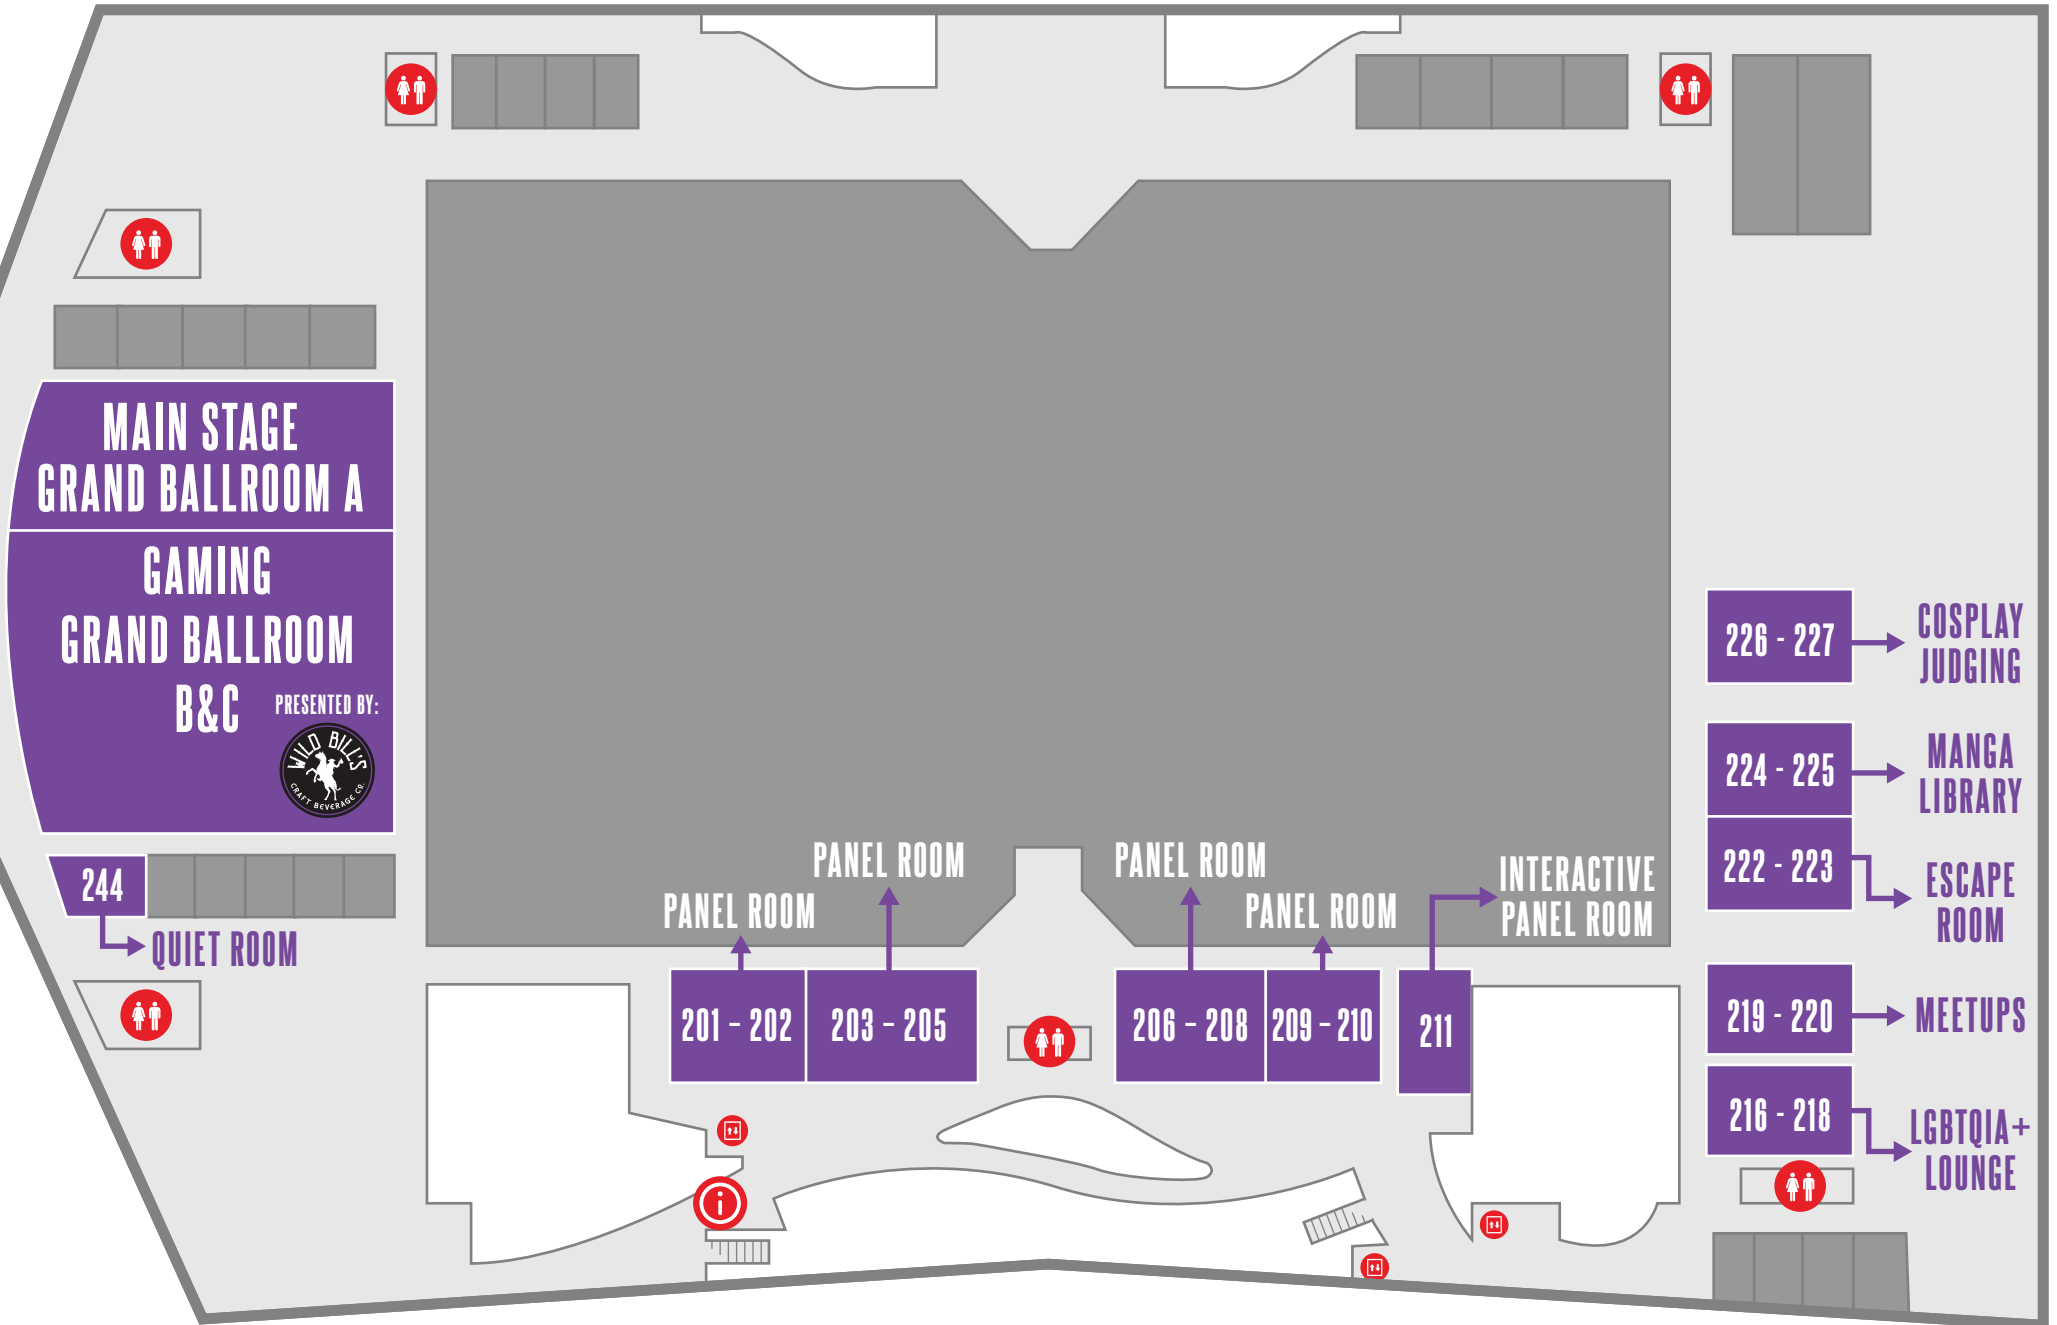 MAIN STAGE
GRAND BALLROOM A
GAMING
GRAND BALLROOM
B&C
PRESENTED BY:
WILD BILL'S
CRAFT BEVERAGE CO.
244
QUIET ROOM
PANEL ROOM
PANEL ROOM
201 – 202
203 – 205
PANEL ROOM
PANEL ROOM
206 – 208
209 – 210
INTERACTIVE
PANEL ROOM
211
i
226 - 227
COSPLAY
JUDGING
224 - 225
MANGA
LIBRARY
222 - 223
ESCAPE
ROOM
219 - 220
MEETUPS
216 - 218
LGBTQIA+
LOUNGE